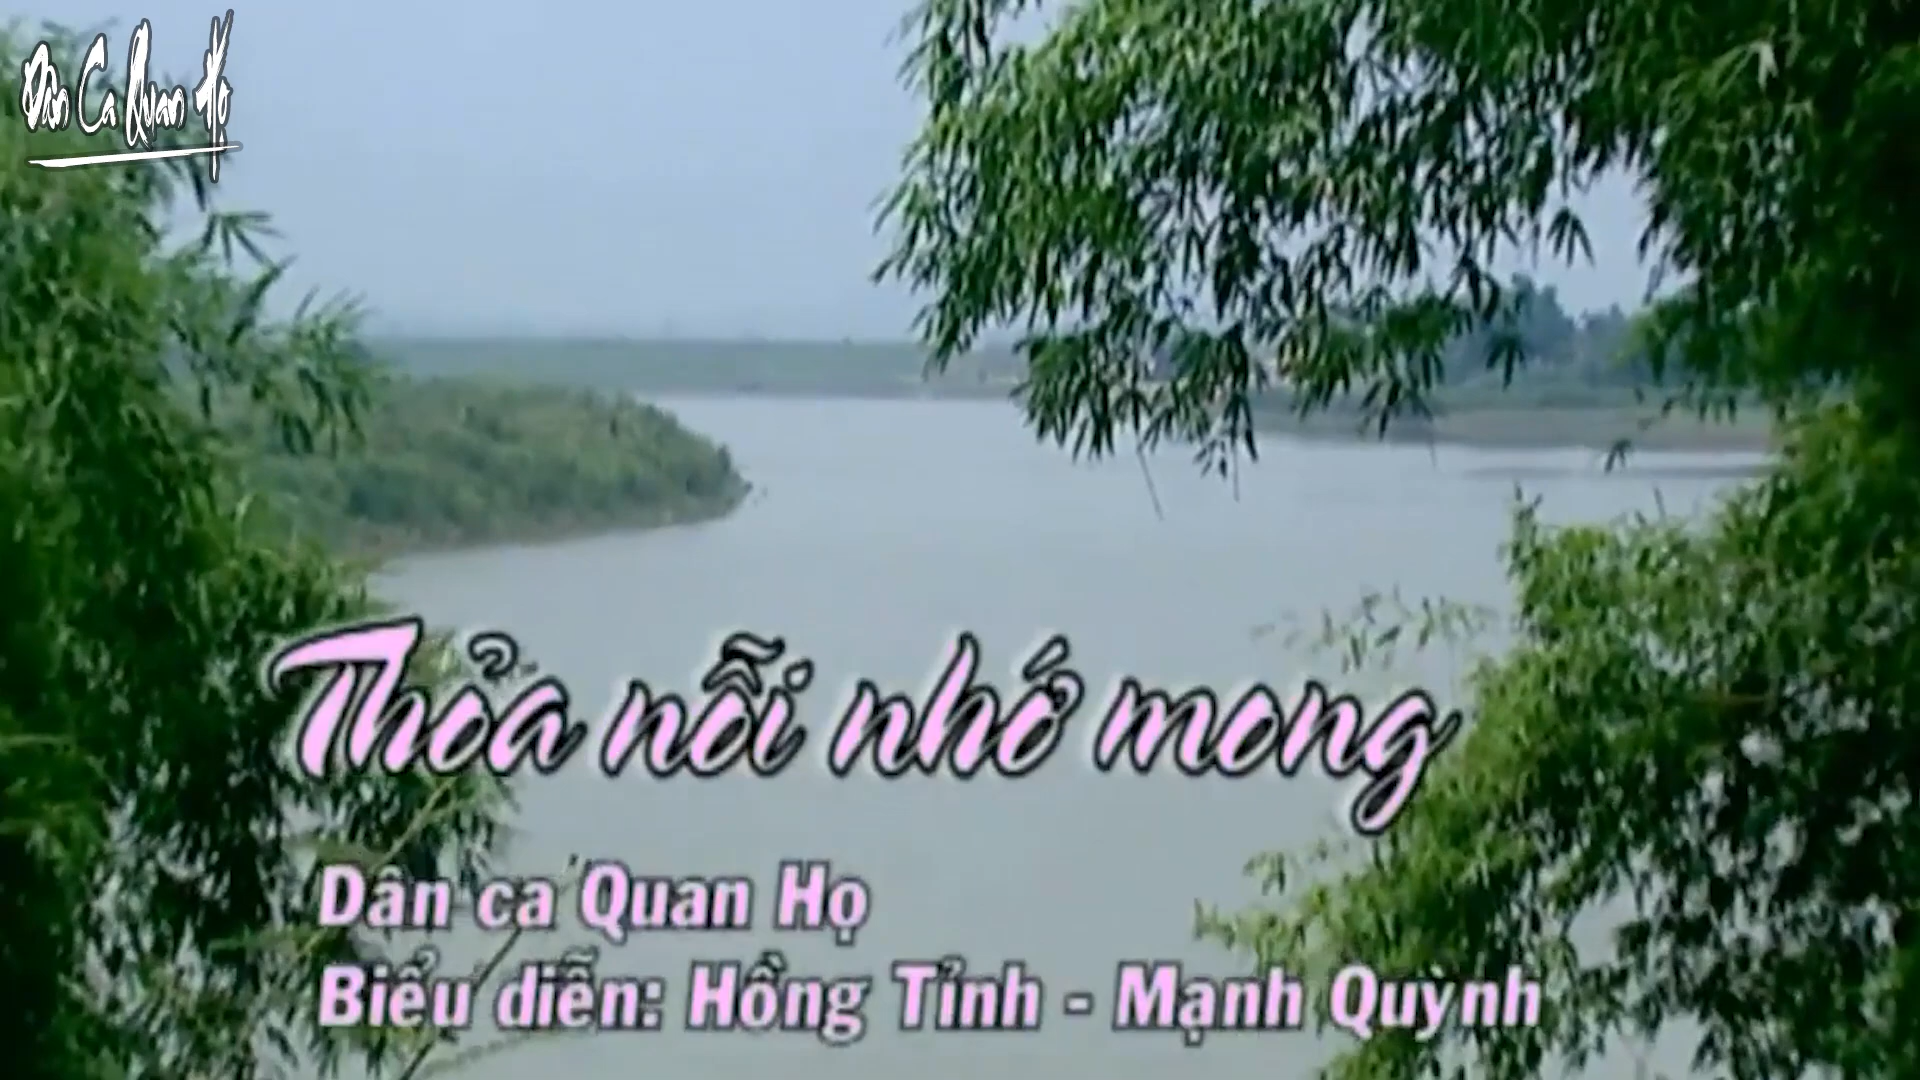 Dân Ca Quan Họ
Thỏa nỗi nhớ mong
Dân ca Quan Họ
Biểu diễn: Hồng Tỉnh - Mạnh Quỳnh